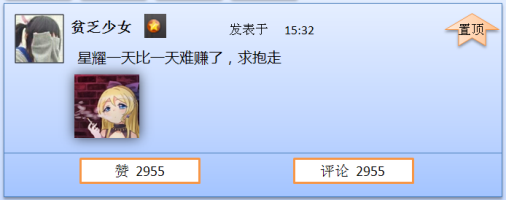 贫乏少女 发表于 15:32 置顶
星耀一天比一天难赚了，求抱走
赞 2955 评论 2955